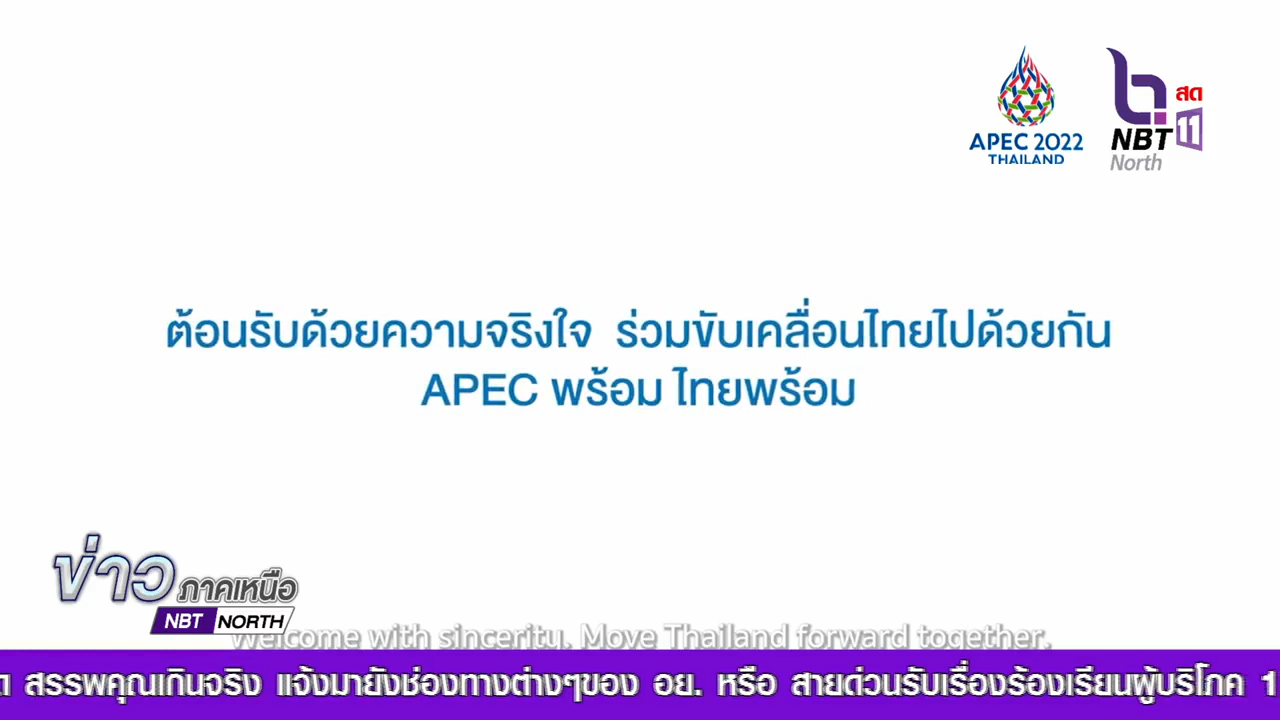 APEC 2022
THAILAND
สด
NBT 11
North
ต้อนรับด้วยความจริงใจ ร่วมขับเคลื่อนไทยไปด้วยกัน
APEC พร้อม ไทยพร้อม
ข่าว
ภาคเหนือ
NBT NORTH
Welcome with sincerity. Move Thailand forward together.
สรรพคุณเกินจริง แจ้งมายังช่องทางต่างๆของ อย. หรือ สายด่วนรับเรื่องร้องเรียนผู้บริโภค 1